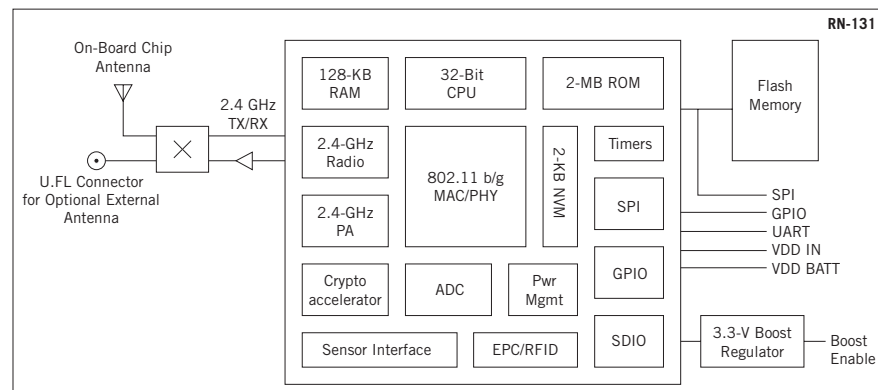 RN-131
On-Board Chip
Antenna
2.4 GHz
TX/RX
U.FL Connector
for Optional External
Antenna
128-KB
RAM
32-Bit
CPU
2-MB ROM
2.4-GHz
Radio
802.11 b/g
MAC/PHY
2-KB NVM
Timers
2.4-GHz
PA
SPI
Crypto
accelerator
ADC
Pwr
Mgmt
GPIO
Sensor Interface
EPC/RFID
SDIO
Flash
Memory
SPI
GPIO
UART
VDD IN
VDD BATT
3.3-V Boost
Regulator
Boost
Enable